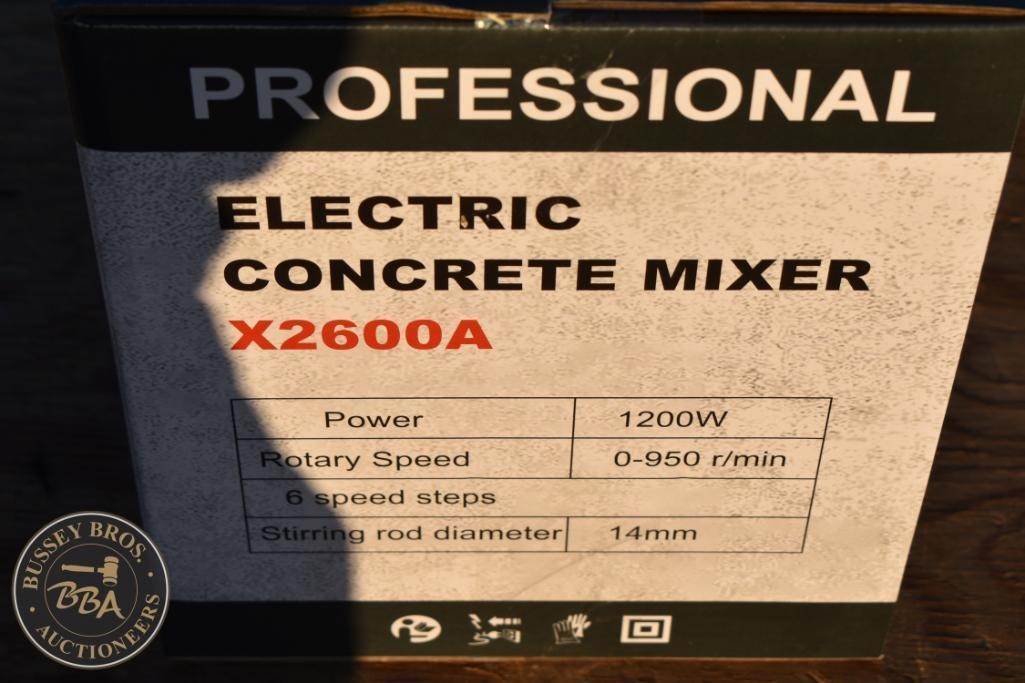 PROFESSIONAL
ELECTRIC
CONCRETE MIXER
X2600A
Power 1200W
Rotary Speed 0-950 r/min
6 speed steps
Stirring rod diameter 14mm
BUSSEY BROS.
BBA
AUCTIONEERS